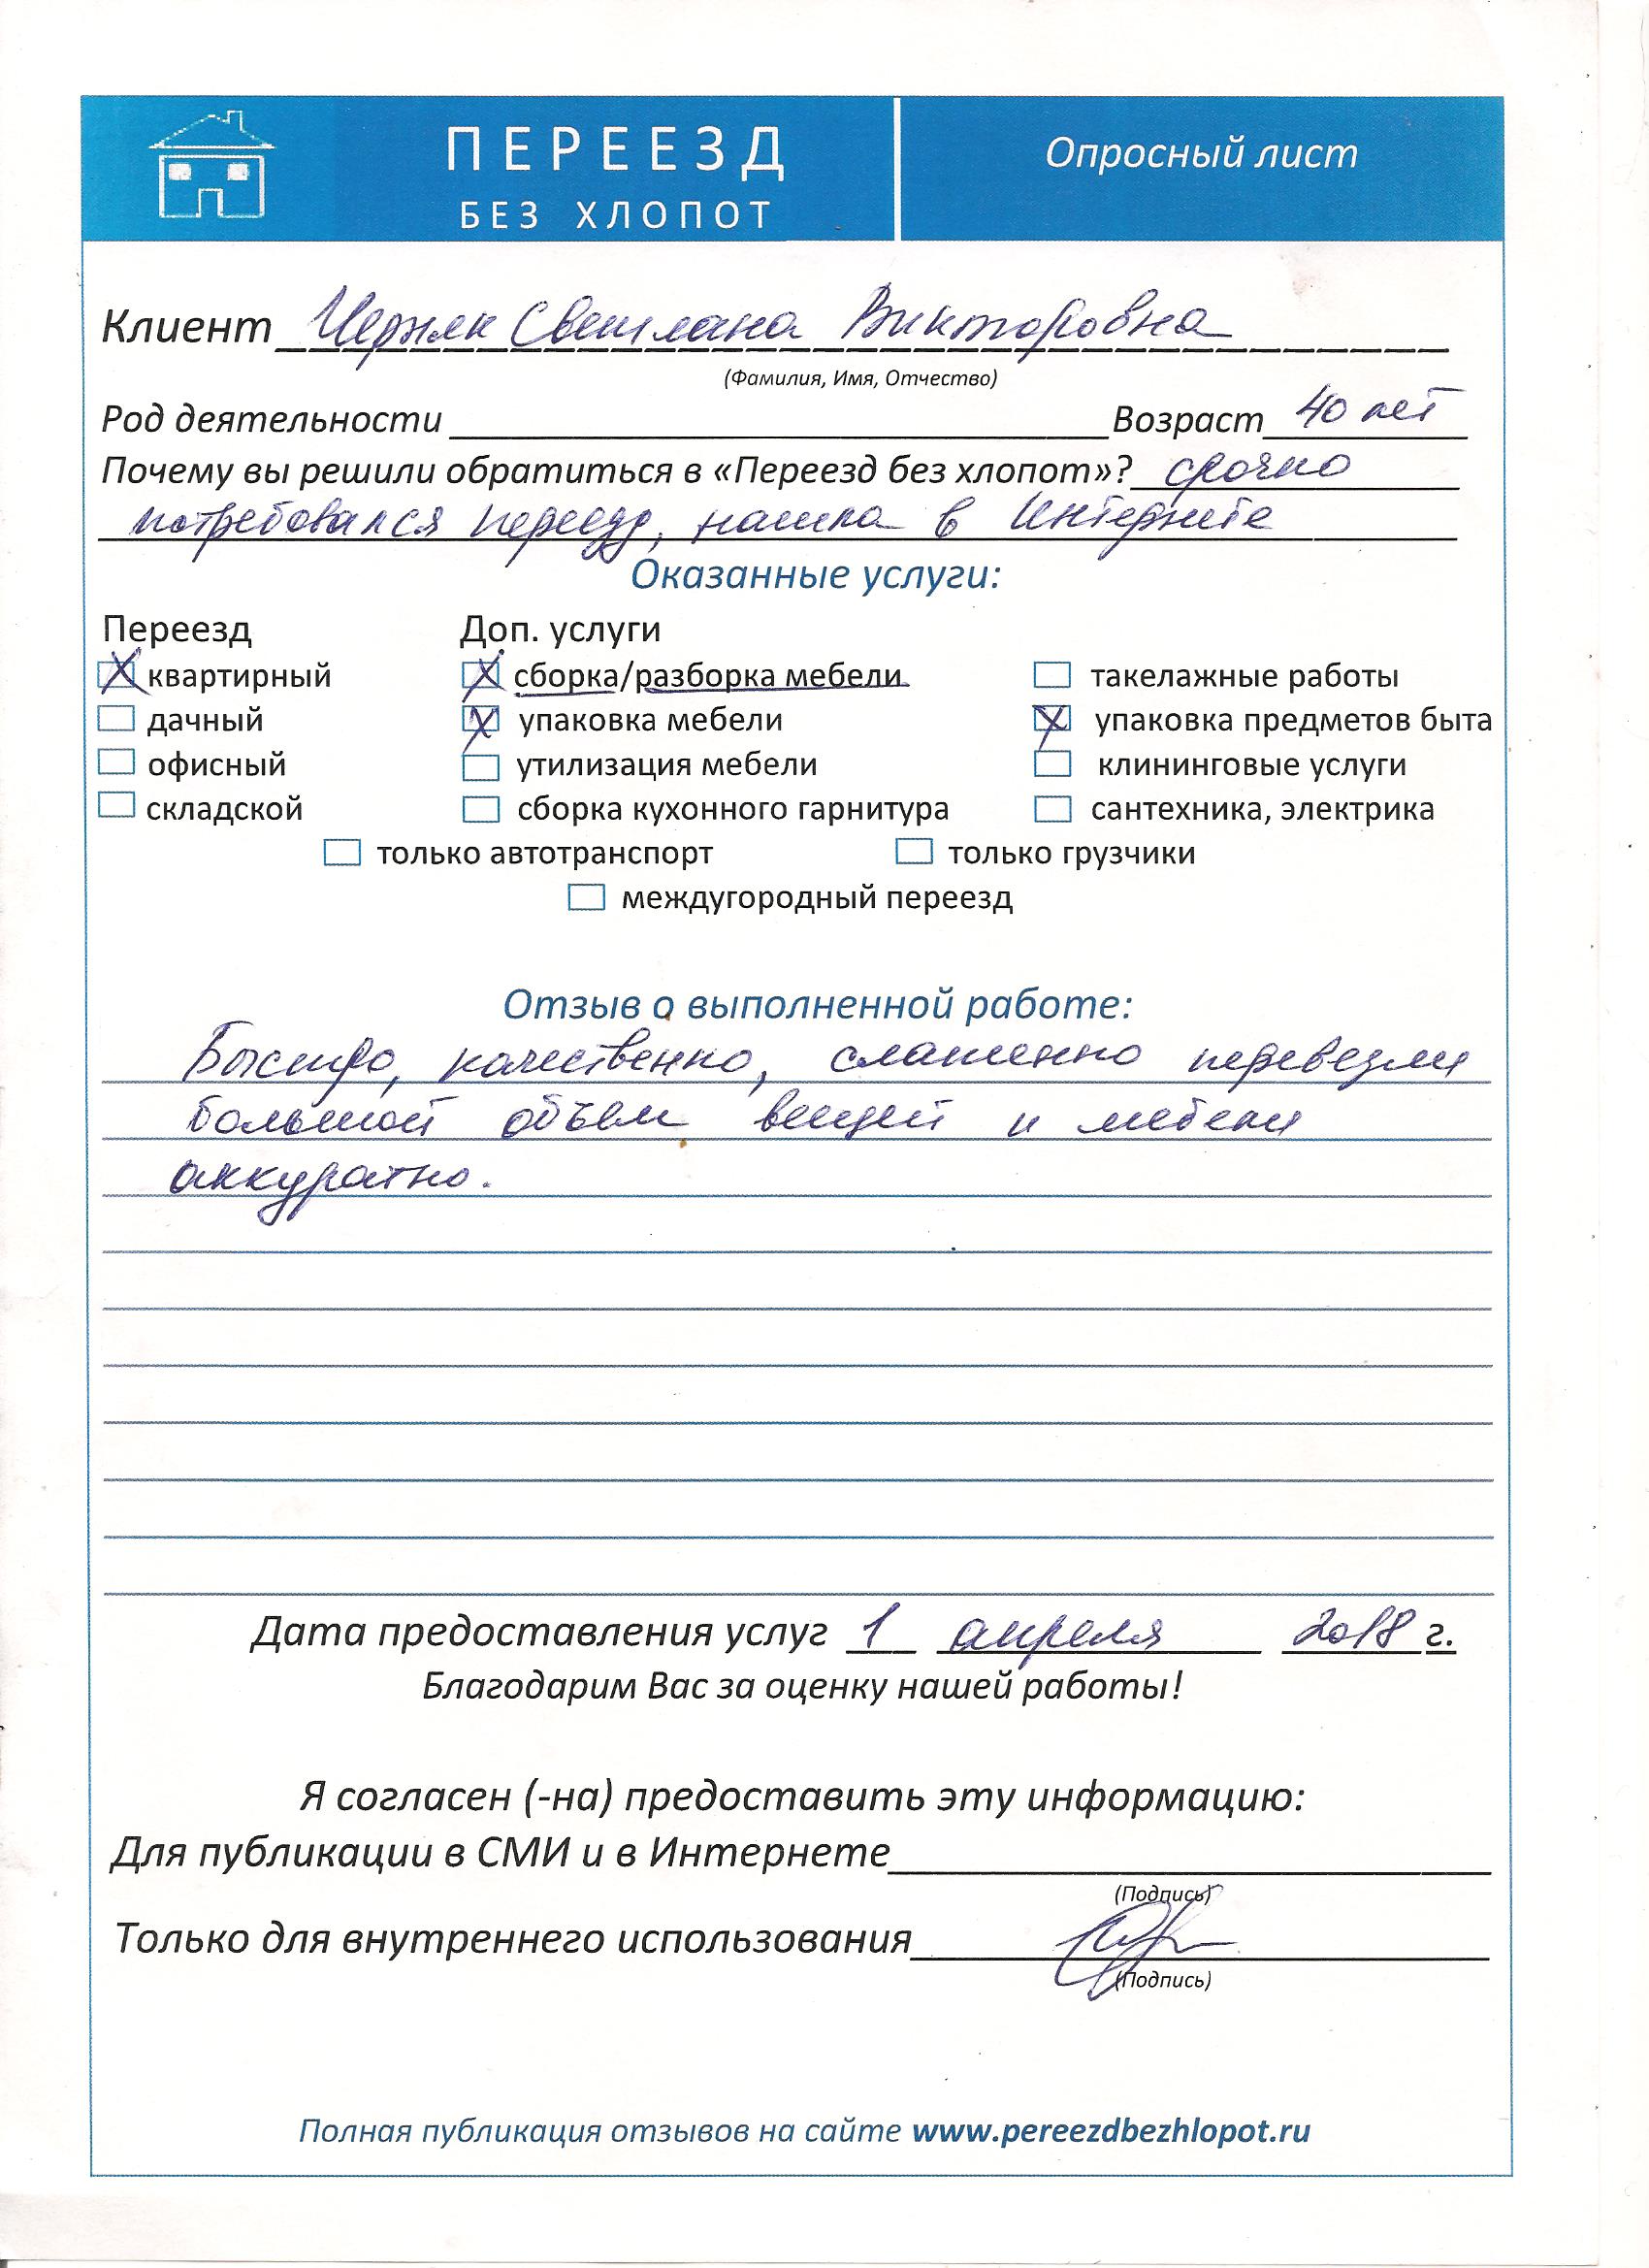 ПЕРЕЕЗД
БЕЗ ХЛОПОТ
Опросный лист
Клиент Черняк Светлана Викторовна
(Фамилия, Имя, Отчество)
Род деятельности Возраст 40 лет
Почему вы решили обратиться в «Переезд без хлопот»? срочно
потребовался переезд, нашла в Интернете
Оказанные услуги:
Переезд Доп. услуги
квартирный сборка/разборка мебели такелажные работы
дачный упаковка мебели упаковка предметов быта
офисный утилизация мебели клининговые услуги
складской сборка кухонного гарнитура сантехника, электрика
только автотранспорт только грузчики
междугородный переезд
Отзыв о выполненной работе:
Быстро, качественно, слаженно перевезли
большой объем вещей и мебели
аккуратно.
Дата предоставления услуг 1 апреля 2018 г.
Благодарим Вас за оценку нашей работы!
Я согласен (-на) предоставить эту информацию:
Для публикации в СМИ и в Интернете
(Подпись)
Только для внутреннего использования
(Подпись)
Полная публикация отзывов на сайте www.pereezdbezhlopot.ru